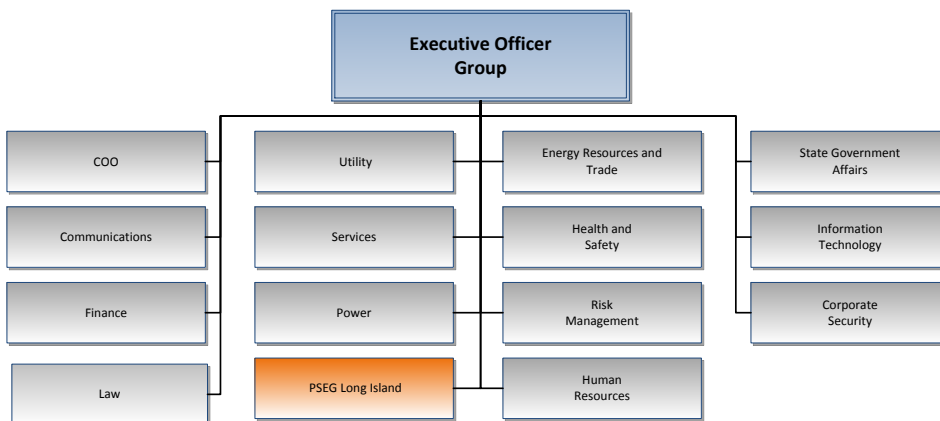 Executive Officer
Group
COO
Utility
Energy Resources and
Trade
State Government
Affairs
Communications
Services
Health and
Safety
Information
Technology
Finance
Power
Risk
Management
Corporate
Security
Law
PSEG Long Island
Human
Resources